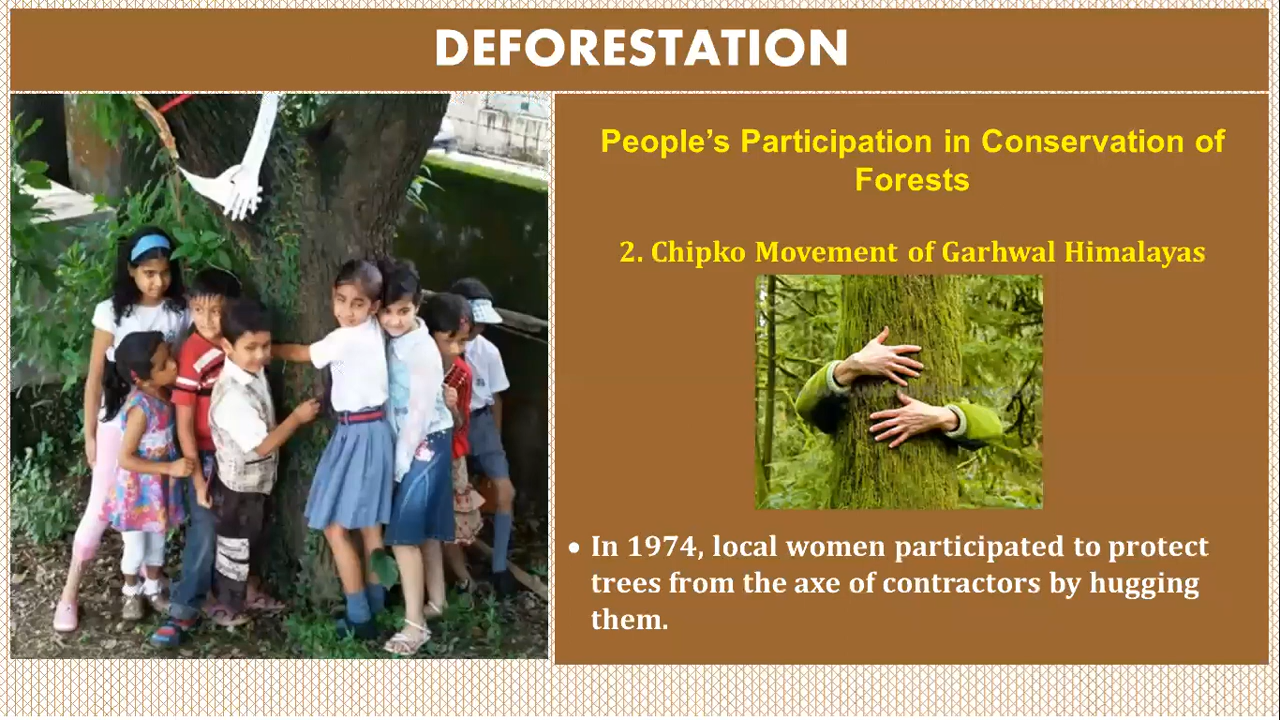 DEFORESTATION
People’s Participation in Conservation of
Forests
2. Chipko Movement of Garhwal Himalayas
• In 1974, local women participated to protect
trees from the axe of contractors by hugging
them.